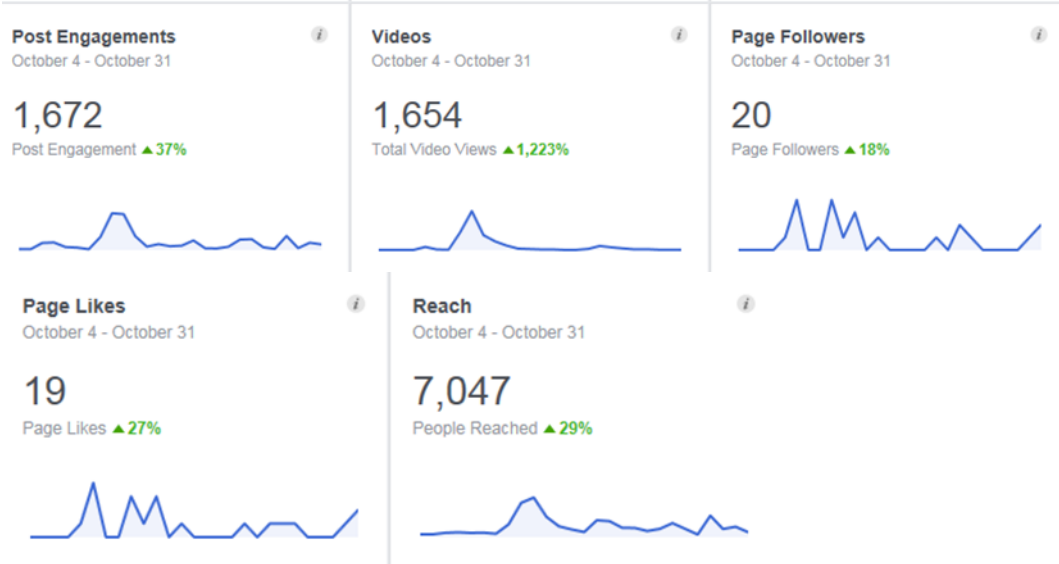 Post Engagements
October 4 - October 31
1,672
Post Engagement ▲ 37%
Videos
October 4 - October 31
1,654
Total Video Views ▲ 1,223%
Page Followers
October 4 - October 31
20
Page Followers ▲ 18%
Page Likes
October 4 - October 31
19
Page Likes ▲ 27%
Reach
October 4 - October 31
7,047
People Reached ▲ 29%